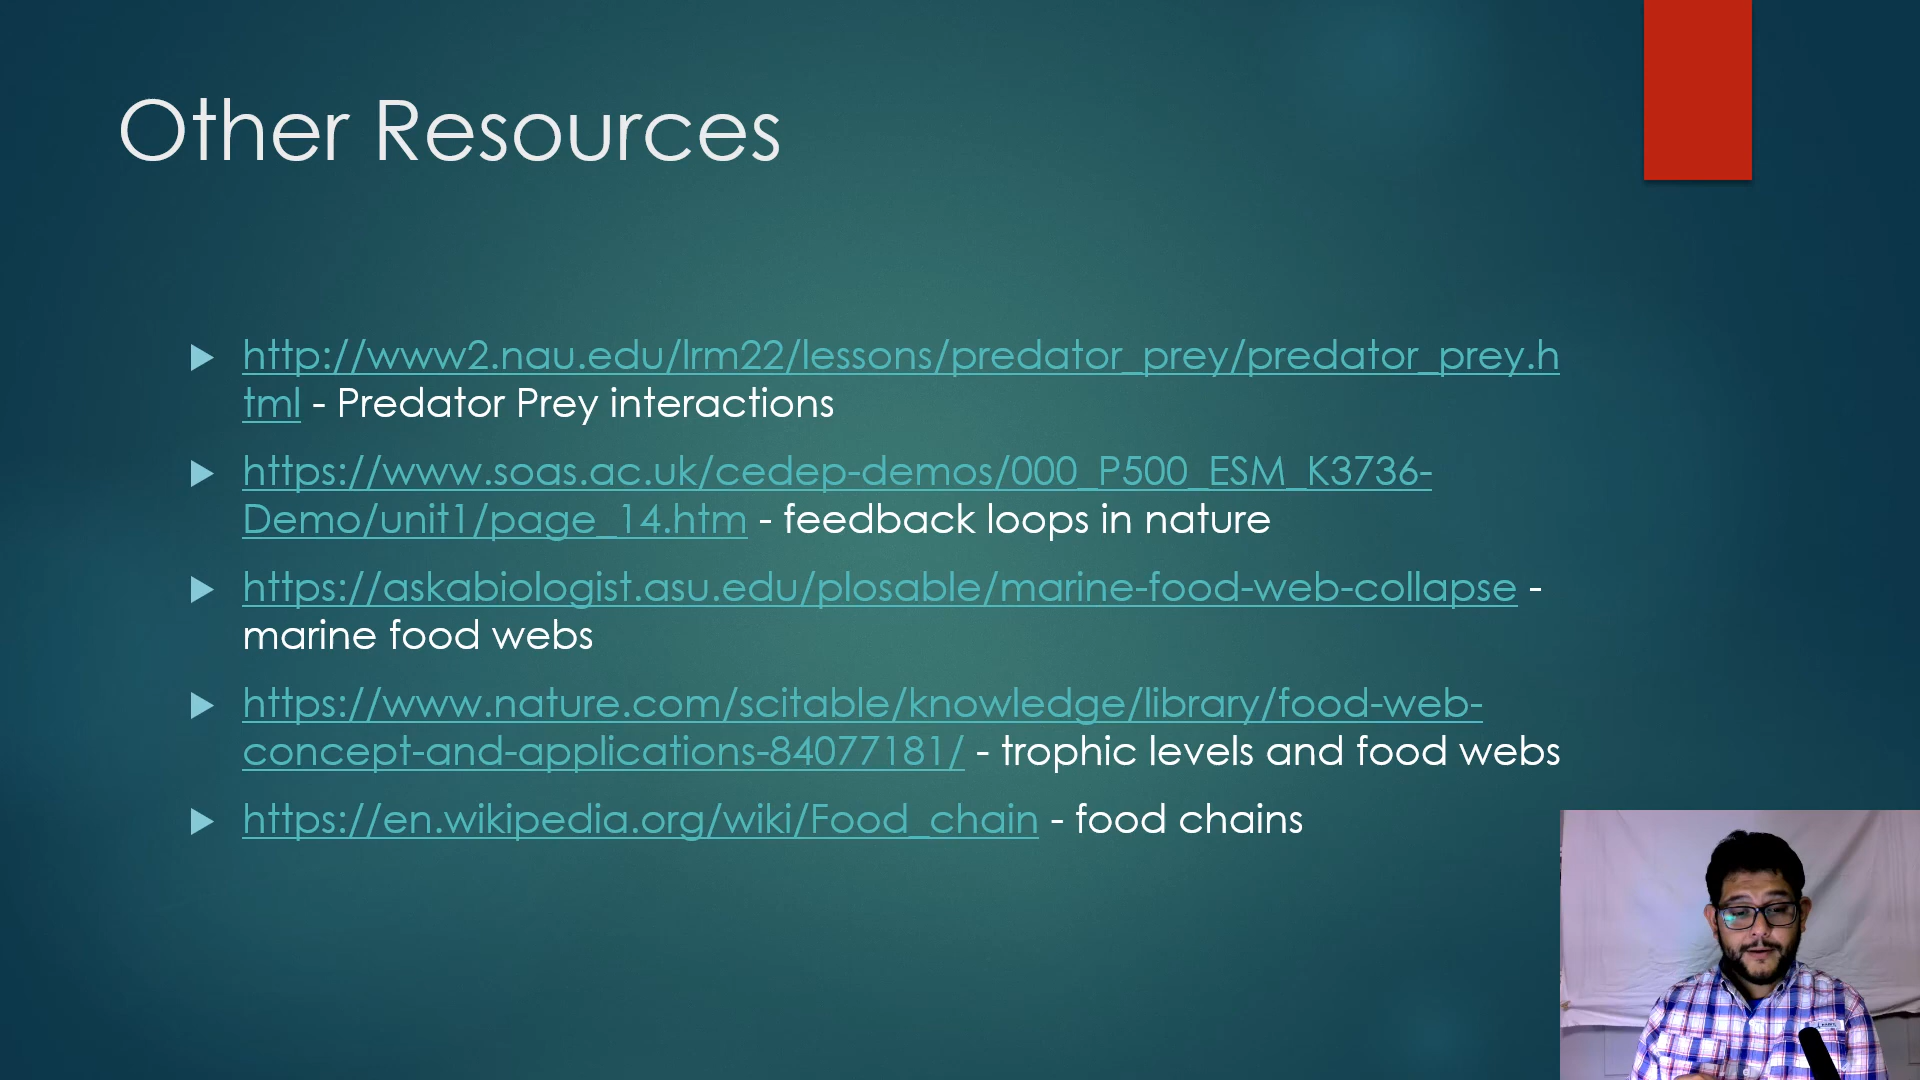 Other Resources
http://www2.nau.edu/lrm22/lessons/predator_prey/predator_prey.h
tml - Predator Prey interactions
https://www.soas.ac.uk/cedep-demos/000_P500_ESM_K3736-
Demo/unit1/page_14.htm - feedback loops in nature
https://askabiologist.asu.edu/plosable/marine-food-web-collapse -
marine food webs
https://www.nature.com/scitable/knowledge/library/food-web-
concept-and-applications-84077181/ - trophic levels and food webs
https://en.wikipedia.org/wiki/Food_chain - food chains